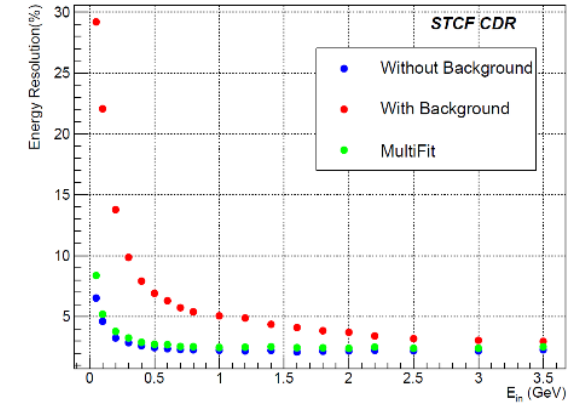 STCF CDR
Energy Resolution(%)
30
25
20
15
10
5
Without Background
With Background
MultiFit
0
0.5
1
1.5
2
2.5
3
3.5
E_in (GeV)